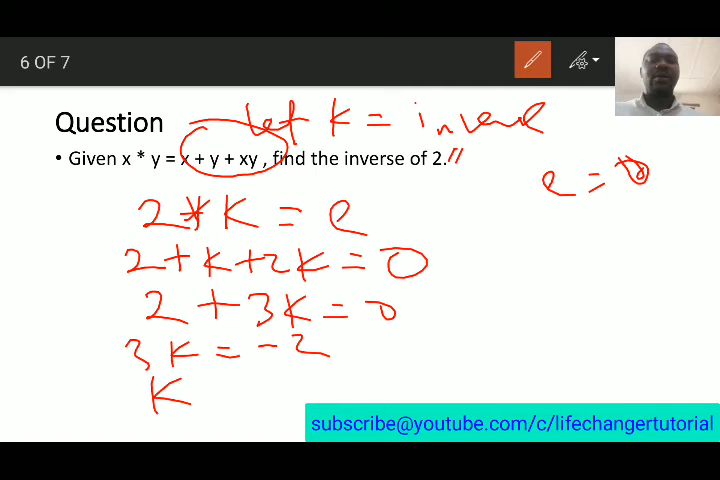 6 OF 7
Question
let K = inverse
• Given x * y = x + y + xy , find the inverse of 2.
e = 0
2 * K = e
2 + K + 2K = 0
2 + 3K = 0
3K = -2
K
subscribe@youtube.com/c/lifechangertutorial